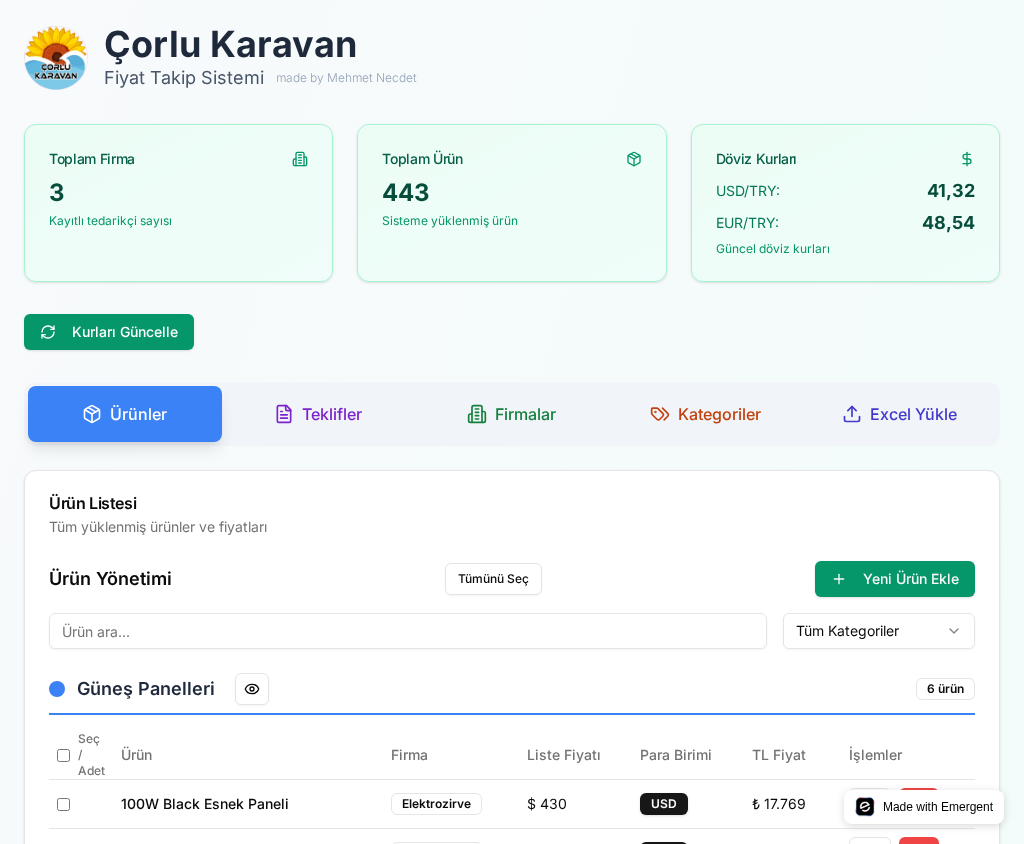 ÇORLU
KARAVAN
Çorlu Karavan
Fiyat Takip Sistemi made by Mehmet Necdet
Toplam Firma
3
Kayıtlı tedarikçi sayısı
Toplam Ürün
443
Sisteme yüklenmiş ürün
Döviz Kurları
USD/TRY: 41,32
EUR/TRY: 48,54
Güncel döviz kurları
Kurları Güncelle
Ürünler Teklifler Firmalar Kategoriler Excel Yükle
Ürün Listesi
Tüm yüklenmiş ürünler ve fiyatları
Ürün Yönetimi Tümünü Seç Yeni Ürün Ekle
Ürün ara... Tüm Kategoriler
Güneş Panelleri 6 ürün
Seç
/
Adet
Ürün Firma Liste Fiyatı Para Birimi TL Fiyat İşlemler
100W Black Esnek Paneli Elektrozirve $ 430 USD ₺ 17.769
Made with Emergent